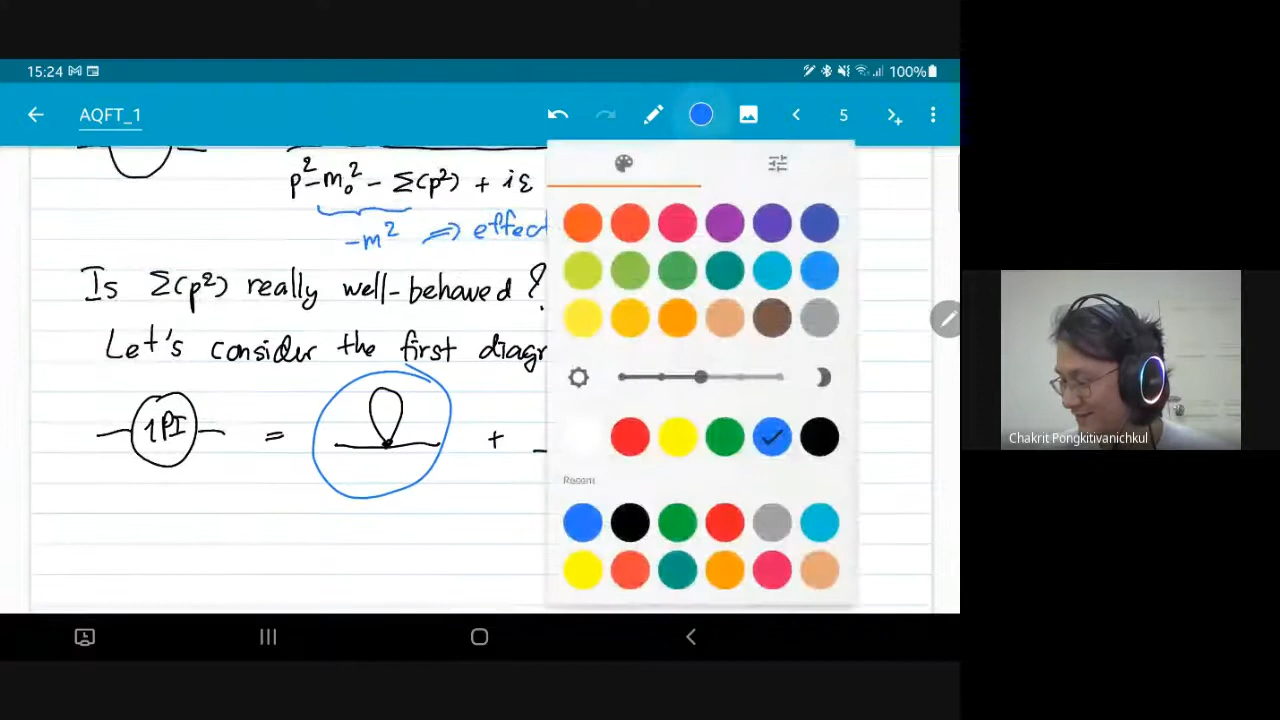 15:24 100%
AQFT_1 5
p² - m₀² - Σ(p²) + iε
-m² ⇒ effect
Is Σ(p²) really well-behaved?
Let's consider the first diagr
1PI = +
Recent
Chakrit Pongkitivanichkul